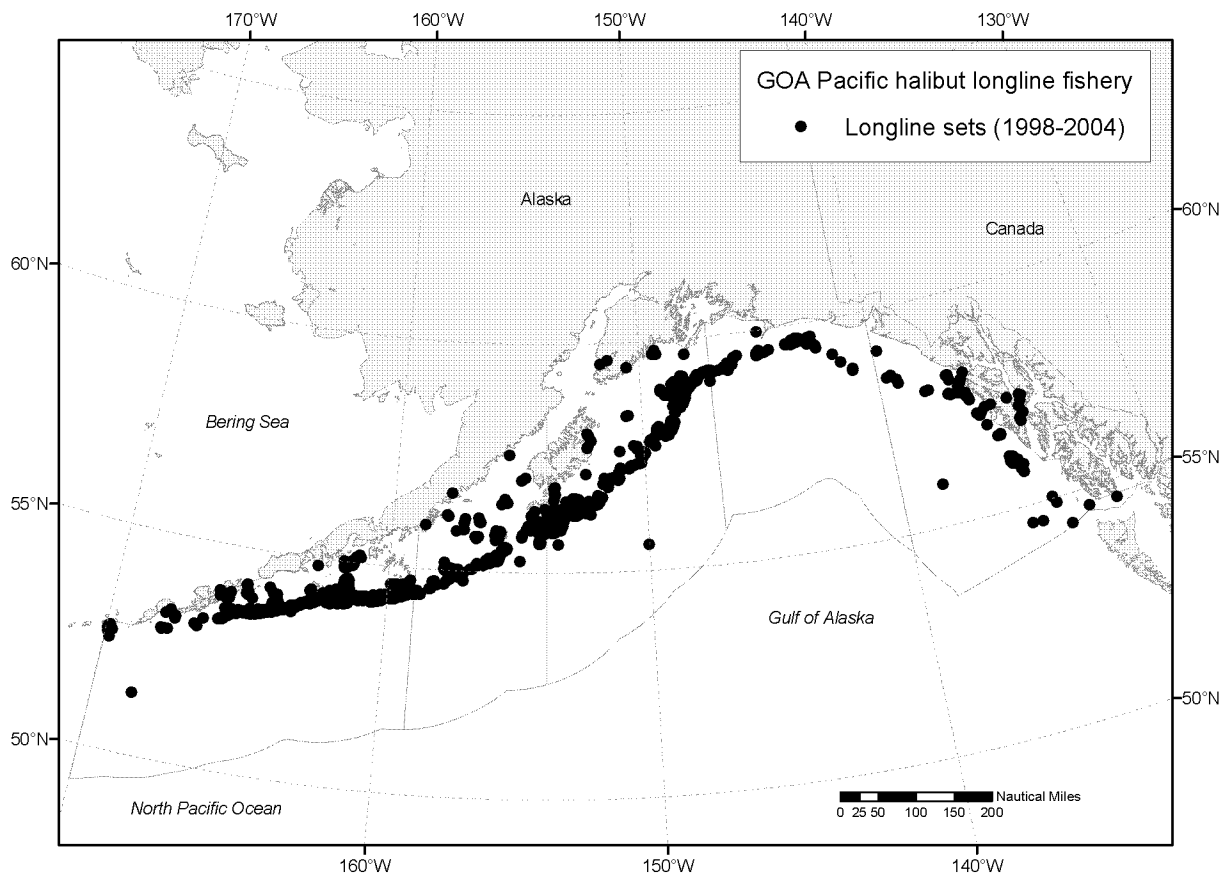 170°W 160°W 150°W 140°W 130°W
GOA Pacific halibut longline fishery
Longline sets (1998-2004)
Alaska
60°N
Canada
60°N
Bering Sea
55°N
55°N
Gulf of Alaska
50°N
50°N
North Pacific Ocean
Nautical Miles
0 25 50 100 150 200
160°W 150°W 140°W